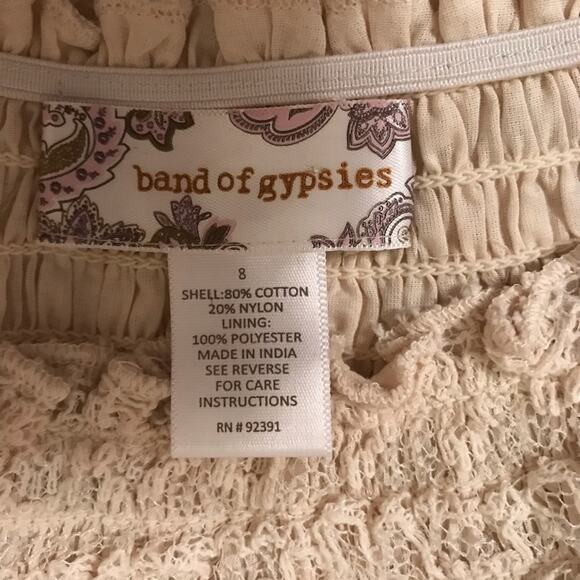 band of gypsies
8
SHELL:80% COTTON
20% NYLON
LINING:
100% POLYESTER
MADE IN INDIA
SEE REVERSE
FOR CARE
INSTRUCTIONS
RN # 92391